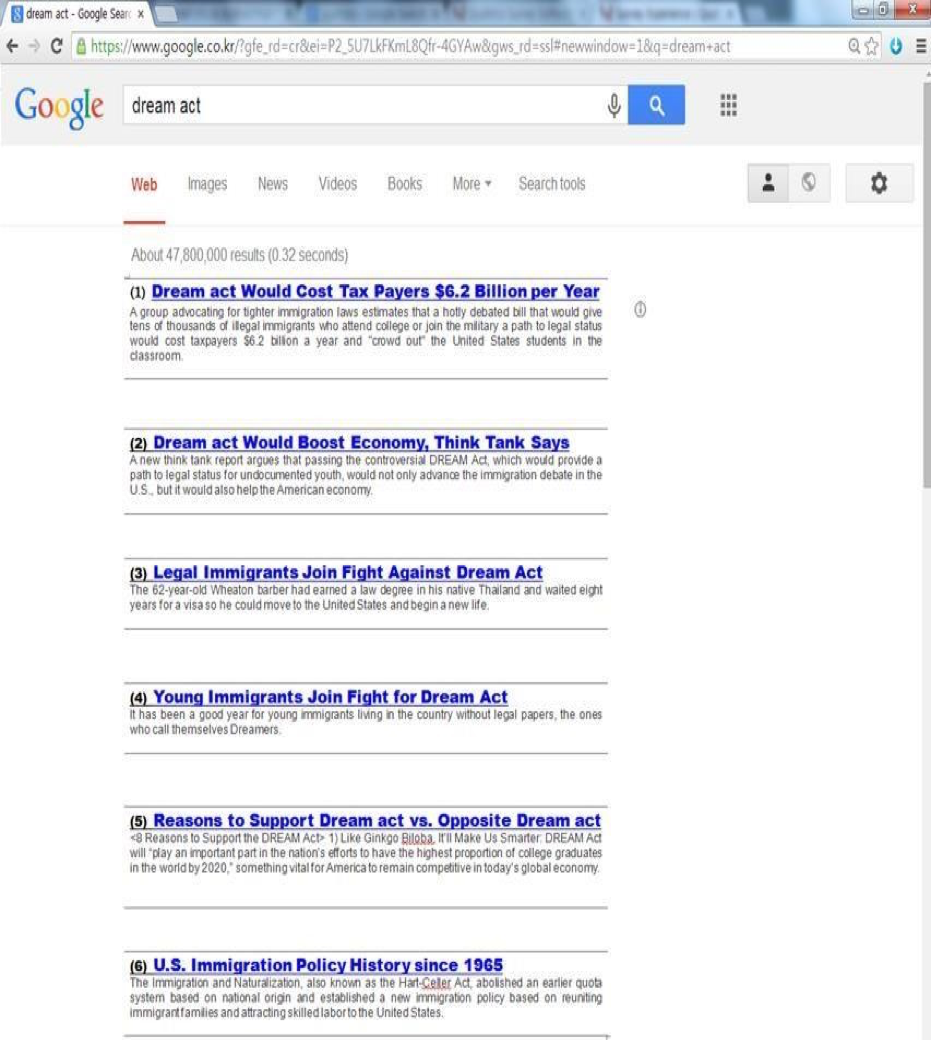 dream act - Google Sear
https://www.google.co.kr/?gfe_rd=cr&ei=P2_5U7LkFKmL8Qfr-4GYAw&gws_rd=ssl#newwindow=1&q=dream+act
Google
dream act
Web Images News Videos Books More Search tools
About 47,800,000 results (0.32 seconds)
(1) Dream act Would Cost Tax Payers $6.2 Billion per Year
A group advocating for tighter immigration laws estimates that a hotly debated bill that would give
tens of thousands of illegal immigrants who attend college or join the military a path to legal status
would cost taxpayers $6.2 billion a year and "crowd out" the United States students in the
classroom.
(2) Dream act Would Boost Economy, Think Tank Says
A new think tank report argues that passing the controversial DREAM Act, which would provide a
path to legal status for undocumented youth, would not only advance the immigration debate in the
U.S., but it would also help the American economy.
(3) Legal Immigrants Join Fight Against Dream Act
The 62-year-old Wheaton barber had earned a law degree in his native Thailand and waited eight
years for a visa so he could move to the United States and begin a new life.
(4) Young Immigrants Join Fight for Dream Act
It has been a good year for young immigrants living in the country without legal papers, the ones
who call themselves Dreamers.
(5) Reasons to Support Dream act vs. Opposite Dream act
<8 Reasons to Support the DREAM Act> 1) Like Ginkgo Biloba, It'll Make Us Smarter: DREAM Act
will "play an important part in the nation's efforts to have the highest proportion of college graduates
in the world by 2020," something vital for America to remain competitive in today's global economy.
(6) U.S. Immigration Policy History since 1965
The Immigration and Naturalization, also known as the Hart-Celler Act, abolished an earlier quota
system based on national origin and established a new immigration policy based on reuniting
immigrant families and attracting skilled labor to the United States.